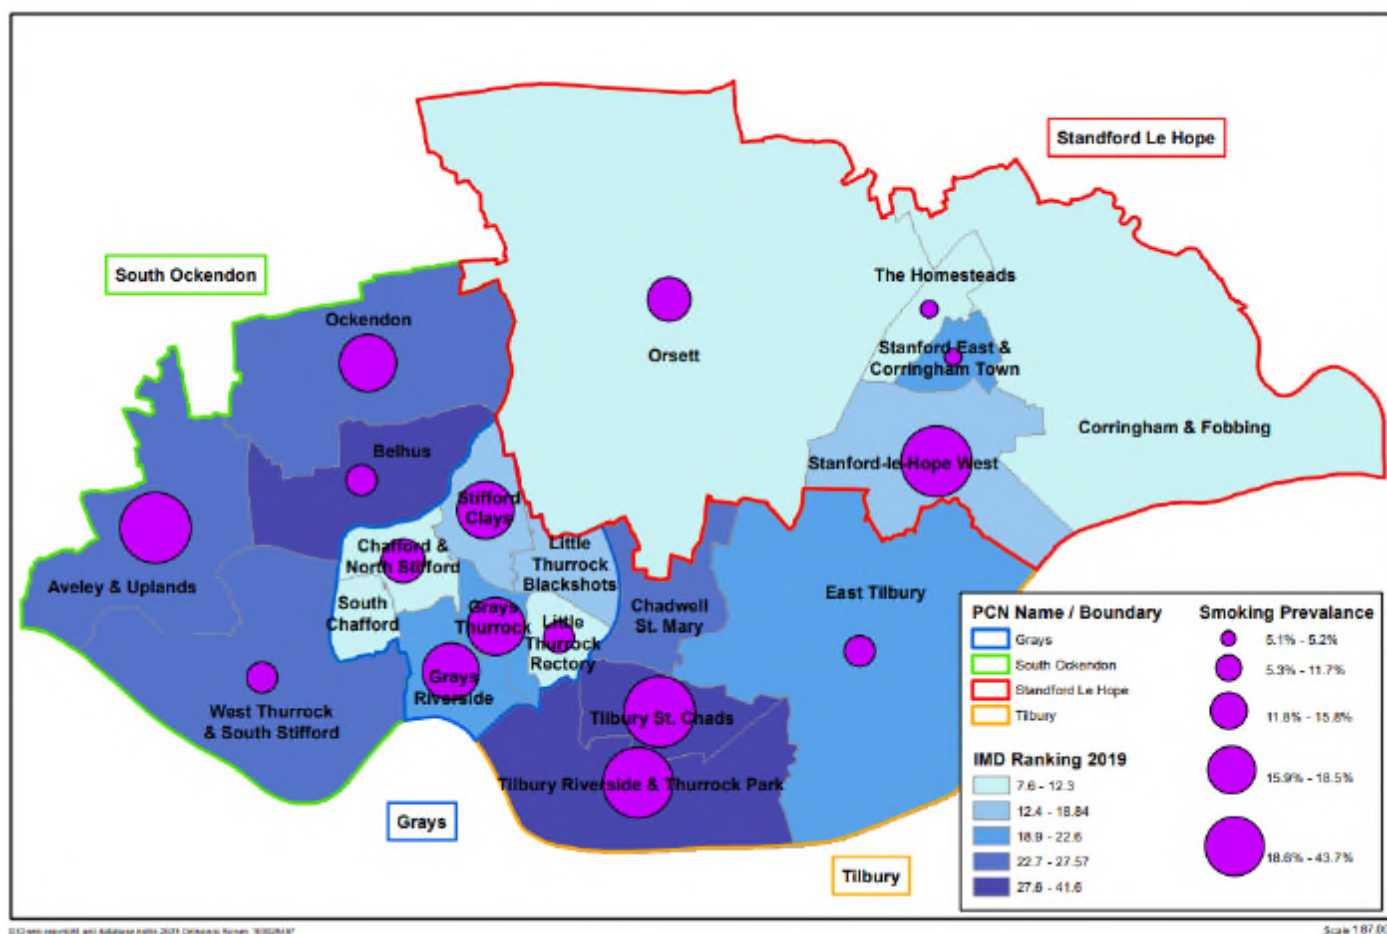 Standford Le Hope
South Ockendon
The Homesteads
Ockendon
Orsett
Stanford East &
Corringham Town
Corringham & Fobbing
Belhus
Stanford-le-Hope West
Stifford
Clays
Chafford &
North Stifford
Little
Thurrock
Blackshots
Aveley & Uplands
South
Chafford
Grays
Thurrock
Little
Thurrock
Rectory
Chadwell
St. Mary
East Tilbury
Grays
Riverside
West Thurrock
& South Stifford
Tilbury St. Chads
Tilbury Riverside & Thurrock Park
Grays
Tilbury
PCN Name / Boundary
Grays
South Ockendon
Standford Le Hope
Tilbury
IMD Ranking 2019
7.6 - 12.3
12.4 - 18.84
18.9 - 22.6
22.7 - 27.57
27.6 - 41.6
Smoking Prevalance
5.1% - 5.2%
5.3% - 11.7%
11.8% - 15.8%
15.9% - 18.5%
18.6% - 43.7%
Scale